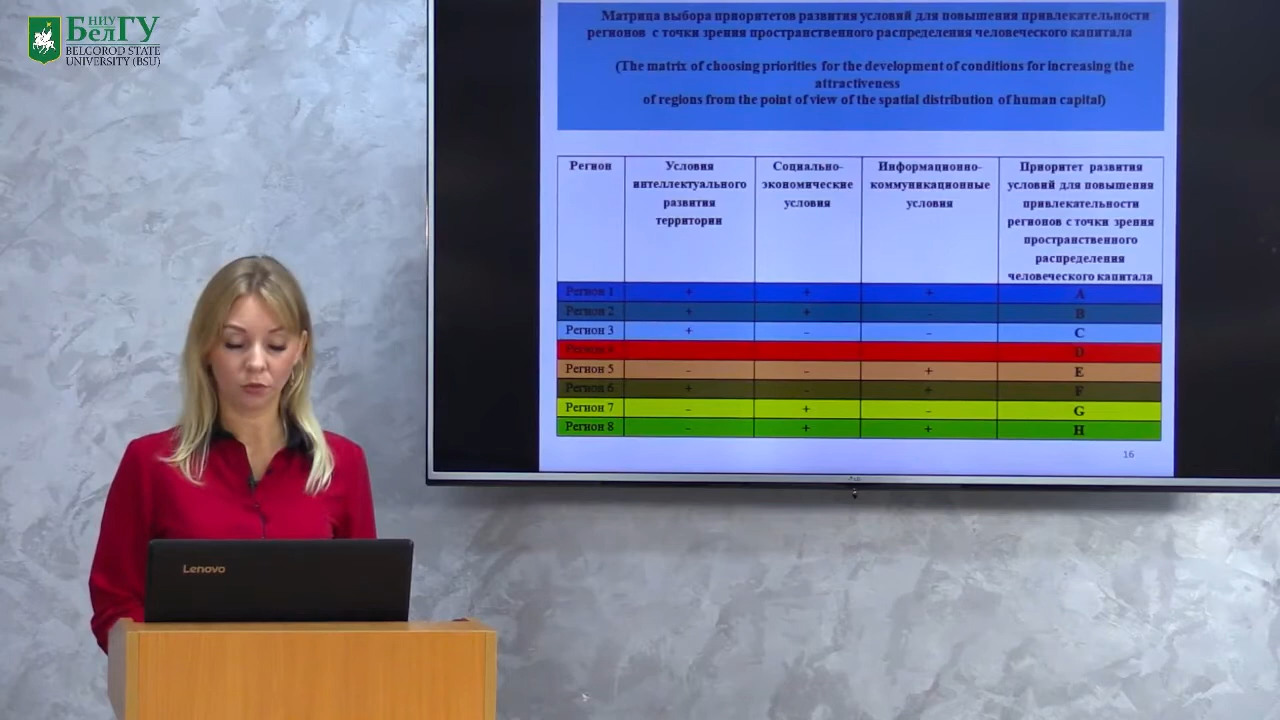 НИУ
БелГУ
BELGOROD STATE
UNIVERSITY (BSU)
Матрица выбора приоритетов развития условий для повышения привлекательности
регионов с точки зрения пространственного распределения человеческого капитала
(The matrix of choosing priorities for the development of conditions for increasing the
attractiveness
of regions from the point of view of the spatial distribution of human capital)
Регион
Условия
интеллектуального
развития
территории
Социально-
экономические
условия
Информационно-
коммуникационные
условия
Приоритет развития
условий для повышения
привлекательности
регионов с точки зрения
пространственного
распределения
человеческого капитала
Регион 1 + + + A
Регион 2 + + - B
Регион 3 + - - C
Регион 4 D
Регион 5 - - + E
Регион 6 + - + F
Регион 7 - + - G
Регион 8 - + + H
16
Lenovo